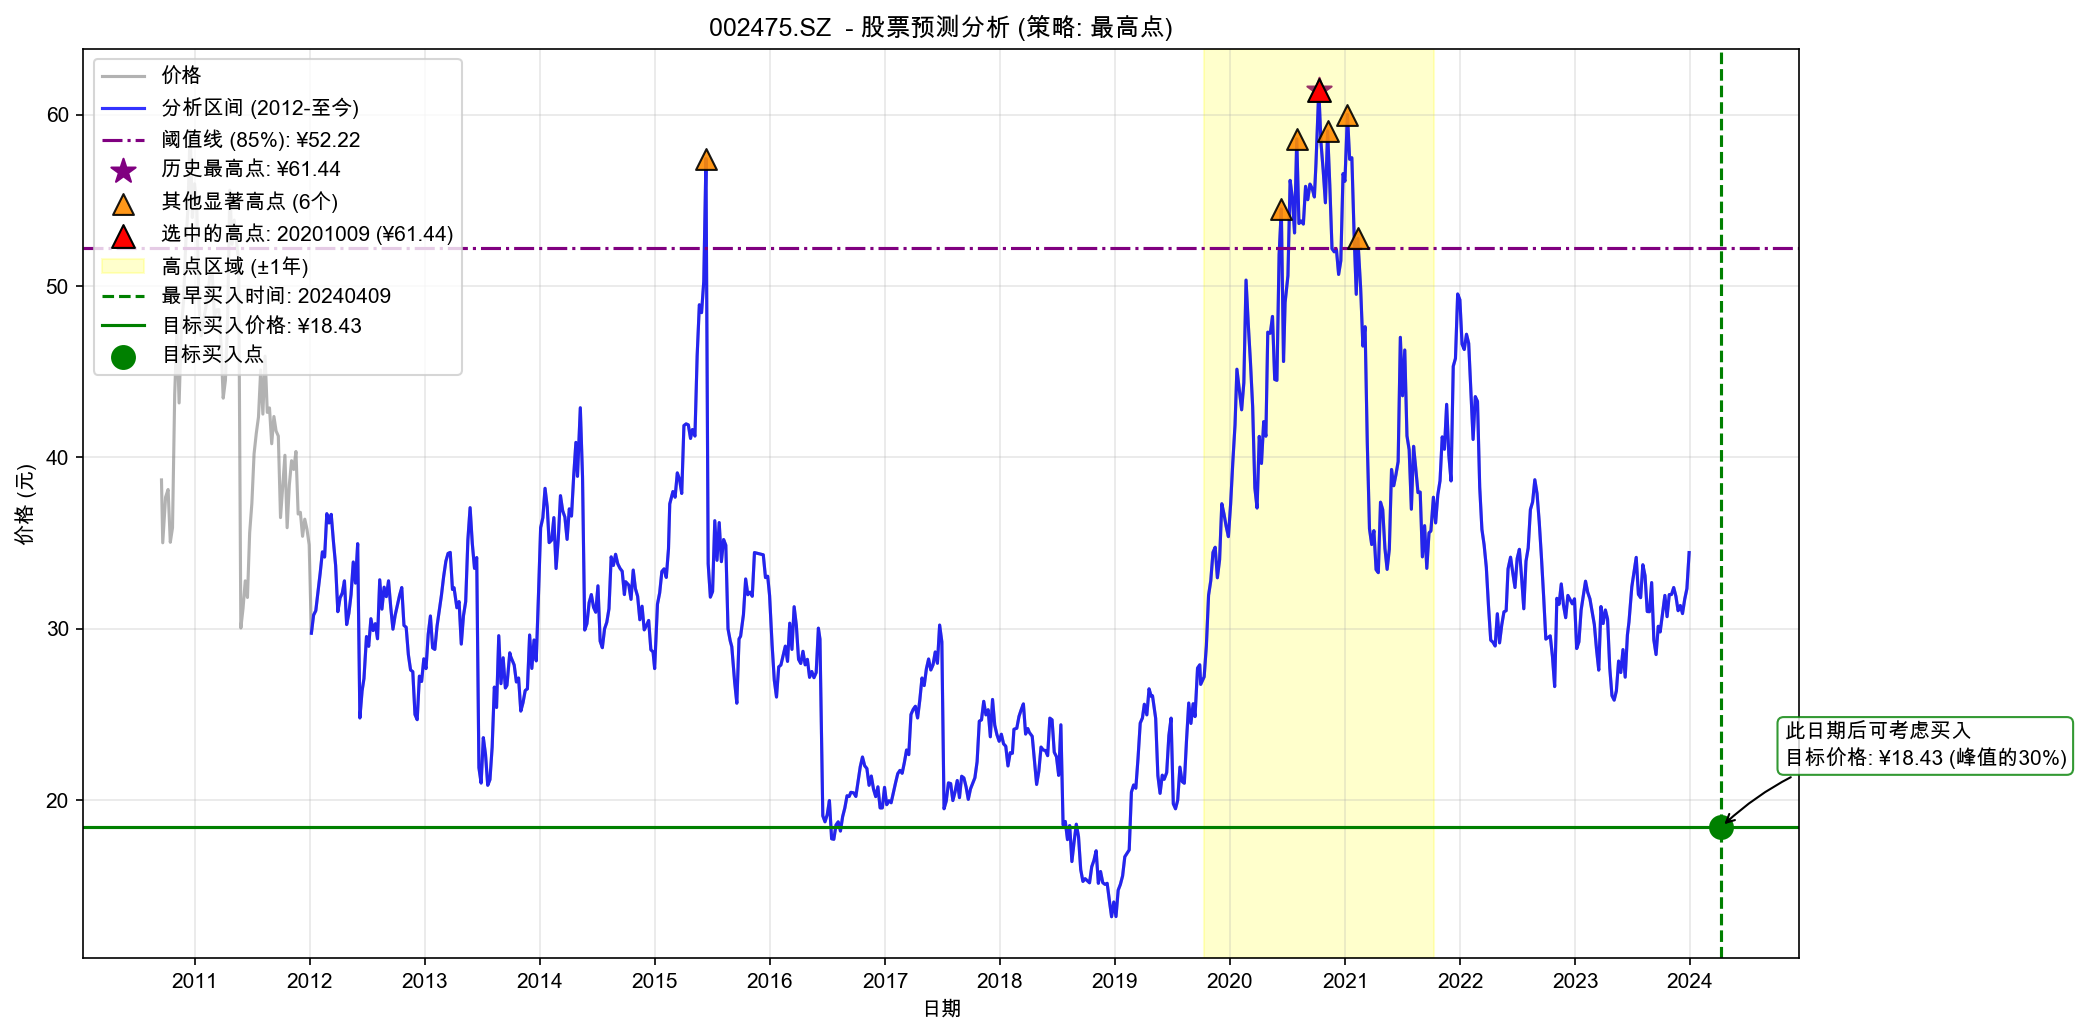 002475.SZ  - 股票预测分析 (策略: 最高点)
价格
分析区间 (2012-至今)
阈值线 (85%): ¥52.22
历史最高点: ¥61.44
其他显著高点 (6个)
选中的高点: 20201009 (¥61.44)
高点区域 (±1年)
最早买入时间: 20240409
目标买入价格: ¥18.43
目标买入点
价格 (元)
60
50
40
30
20
此日期后可考虑买入
目标价格: ¥18.43 (峰值的30%)
2011 2012 2013 2014 2015 2016 2017 2018 2019 2020 2021 2022 2023 2024
日期